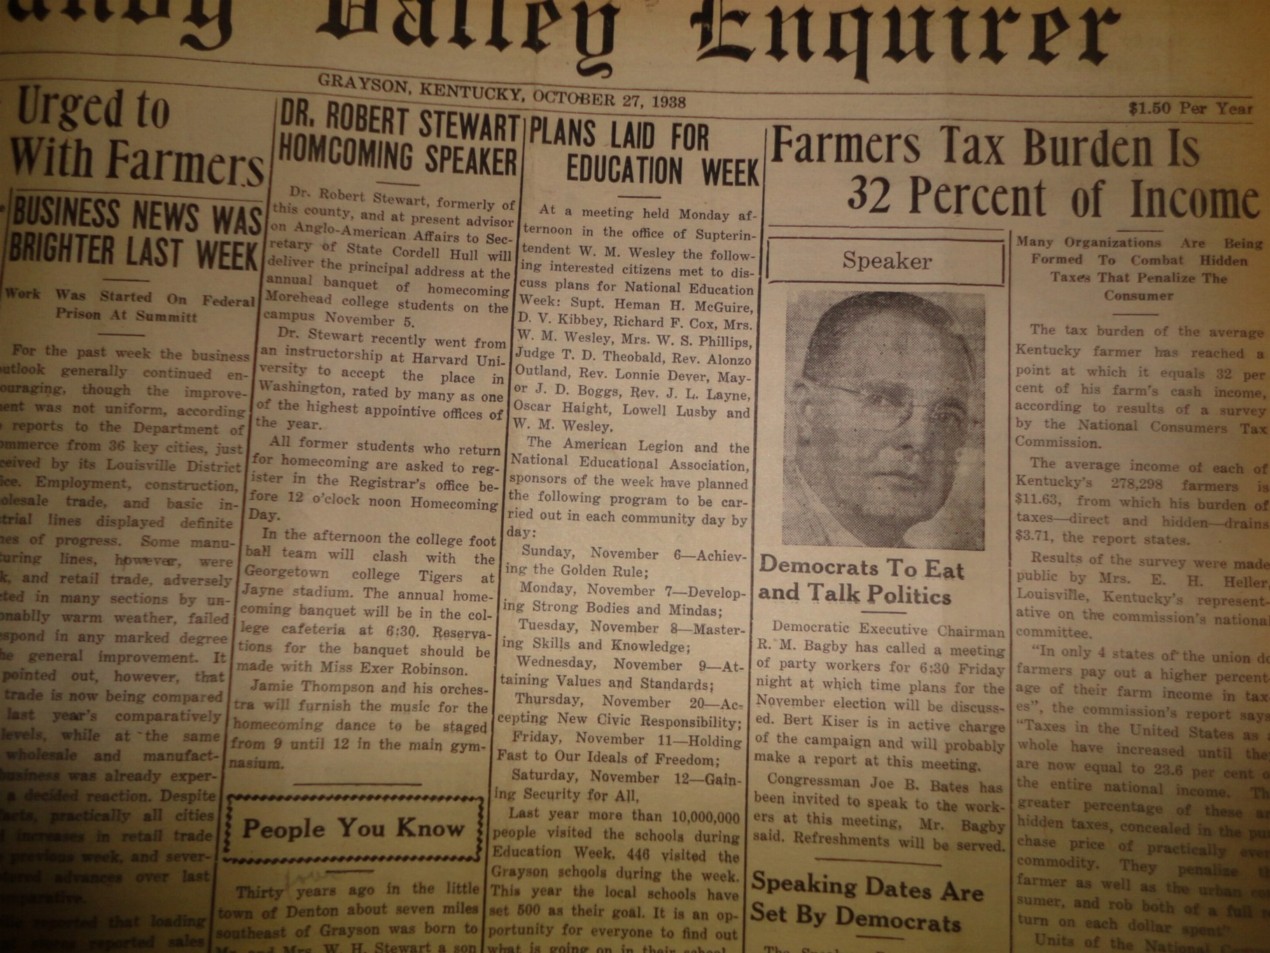 Valley Enquirer
GRAYSON, KENTUCKY, OCTOBER 27, 1938
$1.50 Per Year
Urged to
With Farmers
BUSINESS NEWS WAS
BRIGHTER LAST WEEK
Work Was Started On Federal
Prison At Summitt
For the past week the business
outlook generally continued en-
couraging, though the improve-
ment was not uniform, according
reports to the Department of
ommerce from 36 key cities, just
ceived by its Louisville District
ice. Employment, construction,
olesale trade, and basic in-
strial lines displayed definite
nes of progress. Some manu-
turing lines, however, were
k, and retail trade, adversely
cted in many sections by un-
onablly warm weather, failed
espond in any marked degree
he general improvement. It
pointed out, however, that
trade is now being compared
last year's comparatively
levels, while at the same
wholesale and manufact-
business was already exper-
a decided reaction. Despite
facts, practically all cities
increases in retail trade
previous week, and sever-
advances over last
reported that loading
reported sales
DR. ROBERT STEWART
HOMCOMING SPEAKER
Dr. Robert Stewart, formerly of
this county, and at present advisor
on Anglo-American Affairs to Sec-
retary of State Cordell Hull will
deliver the principal address at the
annual banquet of homecoming
Morehead college students on the
campus November 5.
Dr. Stewart recently went from
an instructorship at Harvard Uni-
versity to accept the place in
Washington, rated by many as one
of the highest appointive offices of
the year.
All former students who return
for homecoming are asked to reg-
ister in the Registrar's office be-
fore 12 o'clock noon Homecoming
Day.
In the afternoon the college foot
ball team will clash with the
Georgetown college Tigers at
Jayne stadium. The annual home-
coming banquet will be in the col-
lege cafeteria at 6:30. Reserva-
tions for the banquet should be
made with Miss Exer Robinson.
Jamie Thompson and his orches-
tra will furnish the music for the
homecoming dance to be staged
from 9 until 12 in the main gym-
nasium.
People You Know
Thirty years ago in the little
town of Denton about seven miles
southeast of Grayson was born to
Mr. and Mrs. W. H. Stewart a son
PLANS LAID FOR
EDUCATION WEEK
At a meeting held Monday af-
ternoon in the office of Superin-
tendent W. M. Wesley the follow-
ing interested citizens met to dis-
cuss plans for National Education
Week: Supt. Heman H. McGuire,
D. V. Kibbey, Richard F. Cox, Mrs.
W. M. Wesley, Mrs. W. S. Phillips,
Judge T. D. Theobald, Rev. Alonzo
Outland, Rev. Lonnie Dever, May-
or J. D. Boggs, Rev. J. L. Layne,
Oscar Haight, Lowell Lusby and
W. M. Wesley.
The American Legion and the
National Educational Association,
sponsors of the week have planned
the following program to be car-
ried out in each community day by
day:
Sunday, November 6—Achiev-
ing the Golden Rule;
Monday, November 7—Develop-
ing Strong Bodies and Mindas;
Tuesday, November 8—Master-
ing Skills and Knowledge;
Wednesday, November 9—At-
taining Values and Standards;
Thursday, November 20—Ac-
cepting New Civic Responsibility;
Friday, November 11—Holding
Fast to Our Ideals of Freedom;
Saturday, November 12—Gain-
ing Security for All,
Last year more than 10,000,000
people visited the schools during
Education Week. 446 visited the
Grayson schools during the week.
This year the local schools have
set 500 as their goal. It is an op-
portunity for everyone to find out
what is going on in their school
Farmers Tax Burden Is
32 Percent of Income
Speaker
Democrats To Eat
and Talk Politics
Democratic Executive Chairman
R. M. Bagby has called a meeting
of party workers for 6:30 Friday
night at which time plans for the
November election will be discuss-
ed. Bert Kiser is in active charge
of the campaign and will probably
make a report at this meeting.
Congressman Joe B. Bates has
been invited to speak to the work-
ers at this meeting, Mr. Bagby
said. Refreshments will be served.
Speaking Dates Are
Set By Democrats
Many Organizations Are Being
Formed To Combat Hidden
Taxes That Penalize The
Consumer
The tax burden of the average
Kentucky farmer has reached a
point at which it equals 32 per
cent of his farm's cash income,
according to results of a survey
by the National Consumers Tax
Commission.
The average income of each of
Kentucky's 278,298 farmers is
$11.63, from which his burden of
taxes—direct and hidden—drains
$3.71, the report states.
Results of the survey were made
public by Mrs. E. H. Heller,
Louisville, Kentucky's represent-
ative on the commission's national
committee.
"In only 4 states of the union do
farmers pay out a higher percent-
age of their farm income in tax-
es", the commission's report says
"Taxes in the United States as a
whole have increased until they
are now equal to 23.6 per cent o
the entire national income. Th
greater percentage of these ar
hidden taxes, concealed in the pur
chase price of practically ever
commodity. They penalize th
farmer as well as the urban con
sumer, and rob both of a full r
turn on each dollar spent"
Units of the National